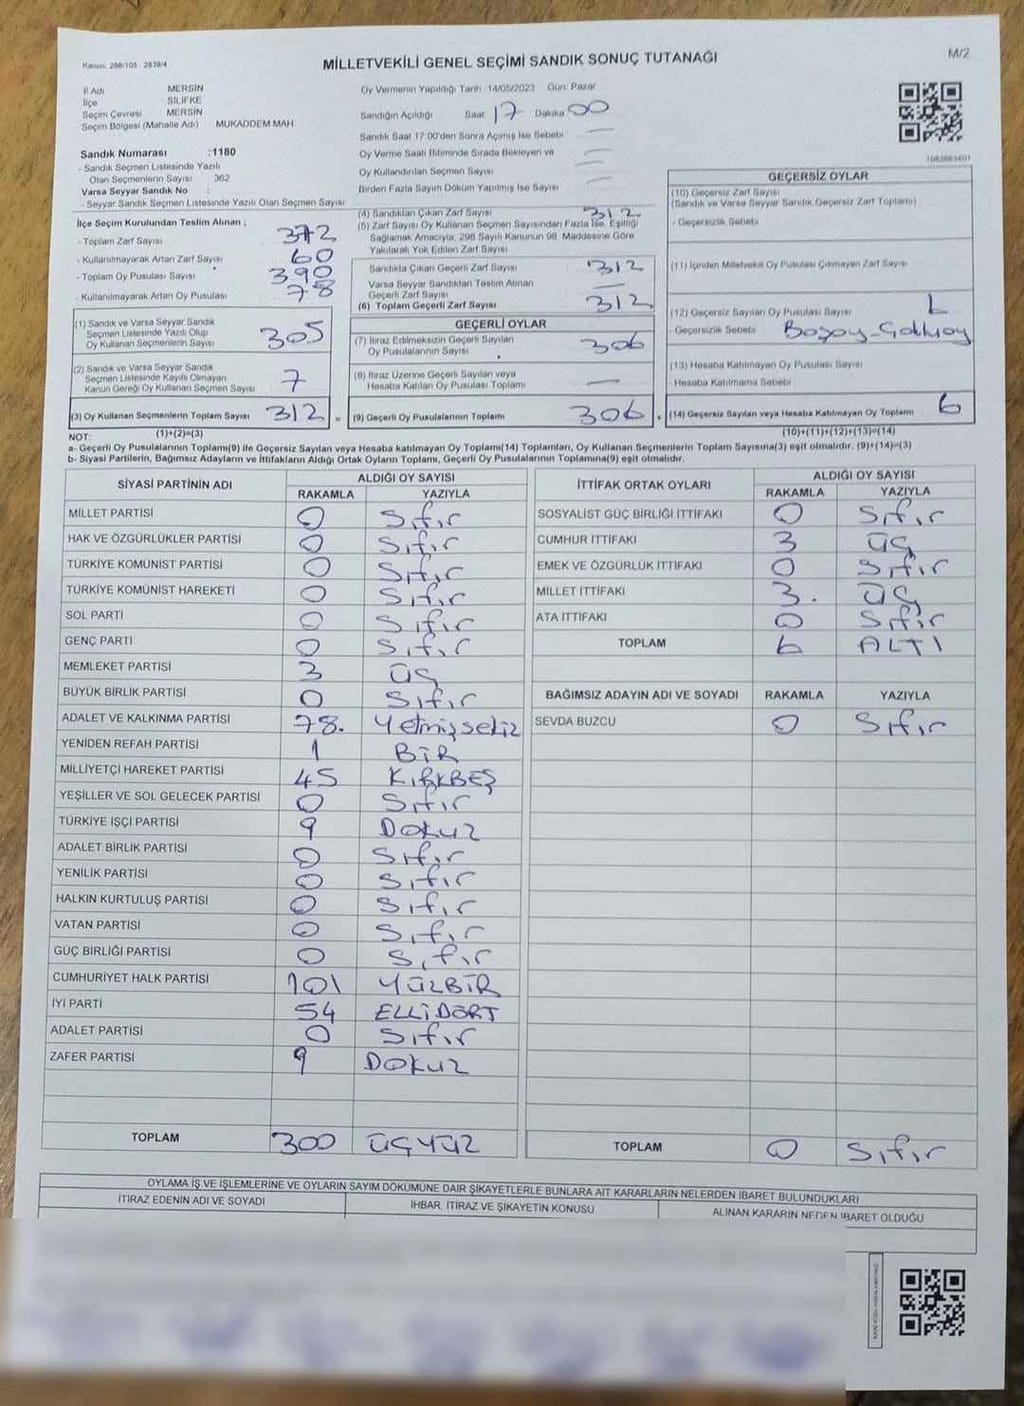 Kanun: 298/105 - 2839/4
MİLLETVEKİLİ GENEL SEÇİMİ SANDIK SONUÇ TUTANAĞI
M/2
İl Adı MERSİN
İlçe SİLİFKE
Seçim Çevresi MERSİN
Seçim Bölgesi (Mahalle Adı) MUKADDEM MAH.
Sandık Numarası :1180
- Sandık Seçmen Listesinde Yazılı
Olan Seçmenlerin Sayısı 362
Varsa Seyyar Sandık No :
- Seyyar Sandık Seçmen Listesinde Yazılı Olan Seçmen Sayısı
Oy Vermenin Yapıldığı Tarih 14/05/2023 Gün: Pazar
Sandığın Açıldığı Saat 17 Dakika 00
Sandık Saat 17:00'den Sonra Açımış İse Sebebi
Oy Verme Saati Bitiminde Sırada Bekleyen ve
Oy Kullandırılan Seçmen Sayısı
Birden Fazla Sayım Döküm Yapılmış İse Sayısı
İlçe Seçim Kurulundan Teslim Alınan ;
- Toplam Zarf Sayısı 372
- Kullanılmayarak Artan Zarf Sayısı 60
- Toplam Oy Pusulası Sayısı 390
- Kullanılmayarak Artan Oy Pusulası 78
(4) Sandıktan Çıkan Zarf Sayısı 312
(5) Zarf Sayısı Oy Kullanan Seçmen Sayısından Fazla İse, Eşitliği
Sağlamak Amacıyla, 298 Sayılı Kanunun 98. Maddesine Göre
Yakılarak Yok Edilen Zarf Sayısı
Sandıkta Çıkan Geçerli Zarf Sayısı 312
Varsa Seyyar Sandıktan Teslim Alınan
Geçerli Zarf Sayısı
(6) Toplam Geçerli Zarf Sayısı 312
GEÇERSİZ OYLAR
(10) Geçersiz Zarf Sayısı
(Sandık ve Varsa Seyyar Sandık Geçersiz Zarf Toplamı)
- Geçersizlik Sebebi
(11) İçinden Milletvekili Oy Pusulası Çıkmayan Zarf Sayısı
(12) Geçersiz Sayılan Oy Pusulası Sayısı 6
- Geçersizlik Sebebi
(13) Hesaba Katılmayan Oy Pusulası Sayısı
- Hesaba Katılmama Sebebi
(1) Sandık ve Varsa Seyyar Sandık
Seçmen Listesinde Yazılı Olup
Oy Kullanan Seçmenlerin Sayısı 305
(2) Sandık ve Varsa Seyyar Sandık
Seçmen Listesinde Kayıtlı Olmayan
Kanun Gereği Oy Kullanan Seçmen Sayısı 7
GEÇERLİ OYLAR
(7) İtiraz Edilmeksizin Geçerli Sayılan
Oy Pusulalarının Sayısı 306
(8) İtiraz Üzerine Geçerli Sayılan veya
Hesaba Katılan Oy Pusulası Toplamı
(3) Oy Kullanan Seçmenlerin Toplam Sayısı 312 = (9) Geçerli Oy Pusulalarının Toplamı 306 + (14) Geçersiz Sayılan veya Hesaba Katılmayan Oy Toplamı 6
NOT: (1)+(2)=(3) (10)+(11)+(12)+(13)=(14)
a- Geçerli Oy Pusulalarının Toplamı(9) ile Geçersiz Sayılan veya Hesaba katılmayan Oy Toplamı(14) Toplamları, Oy Kullanan Seçmenlerin Toplam Sayısına(3) eşit olmalıdır. (9)+(14)=(3)
b- Siyasi Partilerin, Bağımsız Adayların ve İttifakların Aldığı Ortak Oyların Toplamı, Geçerli Oy Pusulalarının Toplamına(9) eşit olmalıdır.
SİYASİ PARTİNİN ADI ALDIĞI OY SAYISI
RAKAMLA YAZIYLA
MİLLET PARTİSİ 0 Sıfır
HAK VE ÖZGÜRLÜKLER PARTİSİ 0 Sıfır
TÜRKİYE KOMÜNİST PARTİSİ 0 Sıfır
TÜRKİYE KOMÜNİST HAREKETİ 0 Sıfır
SOL PARTİ 0 Sıfır
GENÇ PARTİ 0 Sıfır
MEMLEKET PARTİSİ 3 ÜÇ
BÜYÜK BİRLİK PARTİSİ 0 Sıfır
ADALET VE KALKINMA PARTİSİ 78. Yetmişsekiz
YENİDEN REFAH PARTİSİ 1 BİR
MİLLİYETÇİ HAREKET PARTİSİ 45 KIRKBEŞ
YEŞİLLER VE SOL GELECEK PARTİSİ 0 Sıfır
TÜRKİYE İŞÇİ PARTİSİ 9 DOKUZ
ADALET BİRLİK PARTİSİ 0 Sıfır
YENİLİK PARTİSİ 0 Sıfır
HALKIN KURTULUŞ PARTİSİ 0 Sıfır
VATAN PARTİSİ 0 Sıfır
GÜÇ BİRLİĞİ PARTİSİ 0 Sıfır
CUMHURİYET HALK PARTİSİ 101 YÜZBİR
İYİ PARTİ 54 ELLİDÖRT
ADALET PARTİSİ 0 Sıfır
ZAFER PARTİSİ 9 DOKUZ
TOPLAM 300 ÜÇYÜZ
İTTİFAK ORTAK OYLARI ALDIĞI OY SAYISI
RAKAMLA YAZIYLA
SOSYALİST GÜÇ BİRLİĞİ İTTİFAKI 0 Sıfır
CUMHUR İTTİFAKI 3 ÜÇ
EMEK VE ÖZGÜRLÜK İTTİFAKI 0 Sıfır
MİLLET İTTİFAKI 3. ÜÇ
ATA İTTİFAKI 0 Sıfır
TOPLAM 6 ALTI
BAĞIMSIZ ADAYIN ADI VE SOYADI RAKAMLA YAZIYLA
SEVDA BUZCU 0 Sıfır
TOPLAM 0 Sıfır
OYLAMA İŞ VE İŞLEMLERİNE VE OYLARIN SAYIM DÖKÜMÜNE DAİR ŞİKAYETLERLE BUNLARA AİT KARARLARIN NELERDEN İBARET BULUNDUKLARI
İTİRAZ EDENİN ADI VE SOYADI İHBAR, İTİRAZ VE ŞİKAYETİN KONUSU ALINAN KARARIN NEDEN İBARET OLDUĞU